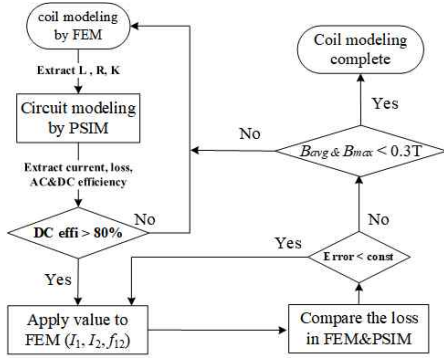 coil modeling
by FEM
Extract L , R, K
Circuit modeling
by PSIM
Extract current, loss,
AC&DC efficiency
DC effi > 80%
No
Yes
Apply value to
FEM (I₁, I₂, f₁₂)
Compare the loss
in FEM&PSIM
Error < const
Yes
No
Bavg & Bmax < 0.3T
No
Yes
Coil modeling
complete